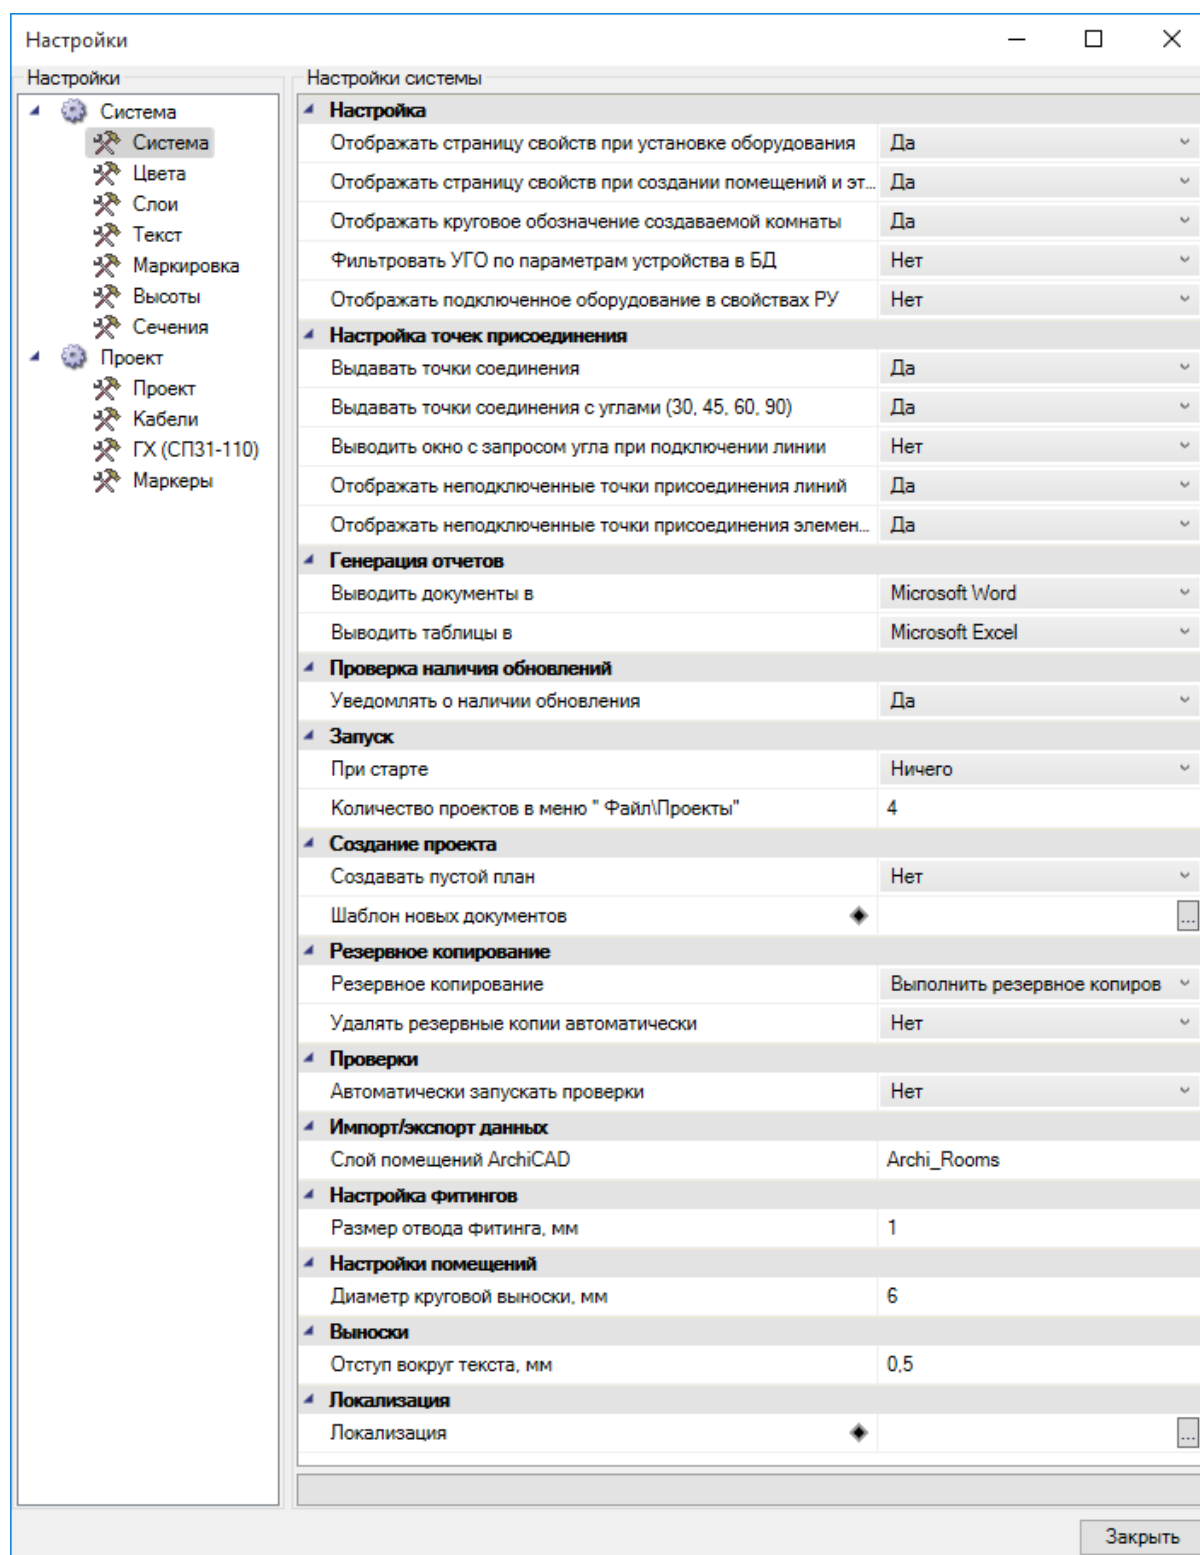 Настройки
Настройки
Система
Система
Цвета
Слои
Текст
Маркировка
Высоты
Сечения
Проект
Проект
Кабели
ГХ (СП31-110)
Маркеры
Настройки системы
Настройка
Отображать страницу свойств при установке оборудования Да
Отображать страницу свойств при создании помещений и эт... Да
Отображать круговое обозначение создаваемой комнаты Да
Фильтровать УГО по параметрам устройства в БД Нет
Отображать подключенное оборудование в свойствах РУ Нет
Настройка точек присоединения
Выдавать точки соединения Да
Выдавать точки соединения с углами (30, 45, 60, 90) Да
Выводить окно с запросом угла при подключении линии Нет
Отображать неподключенные точки присоединения линий Да
Отображать неподключенные точки присоединения элемен... Да
Генерация отчетов
Выводить документы в Microsoft Word
Выводить таблицы в Microsoft Excel
Проверка наличия обновлений
Уведомлять о наличии обновления Да
Запуск
При старте Ничего
Количество проектов в меню " Файл\Проекты" 4
Создание проекта
Создавать пустой план Нет
Шаблон новых документов ...
Резервное копирование
Резервное копирование Выполнить резервное копиров
Удалять резервные копии автоматически Нет
Проверки
Автоматически запускать проверки Нет
Импорт/экспорт данных
Слой помещений ArchiCAD Archi_Rooms
Настройка фитингов
Размер отвода фитинга, мм 1
Настройки помещений
Диаметр круговой выноски, мм 6
Выноски
Отступ вокруг текста, мм 0,5
Локализация
Локализация ...
Закрыть